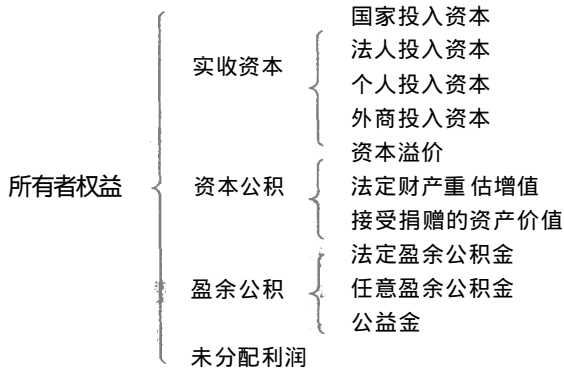 国家投入资本
法人投入资本
实收资本
个人投入资本
外商投入资本
资本溢价
所有者权益
资本公积
法定财产重估增值
接受捐赠的资产价值
法定盈余公积金
盈余公积
任意盈余公积金
公益金
未分配利润